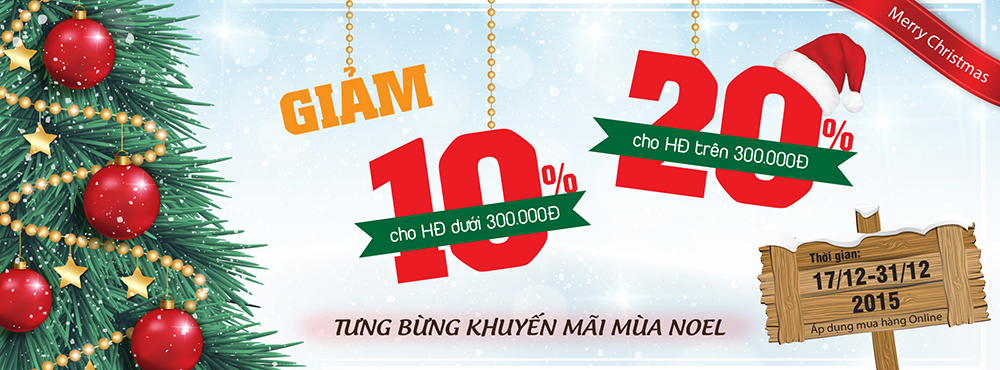 Merry Christmas
GIẢM
20%
cho HĐ trên 300.000Đ
10%
cho HĐ dưới 300.000Đ
Thời gian:
17/12-31/12
2015
Áp dụng mua hàng Online
TƯNG BỪNG KHUYẾN MÃI MÙA NOEL